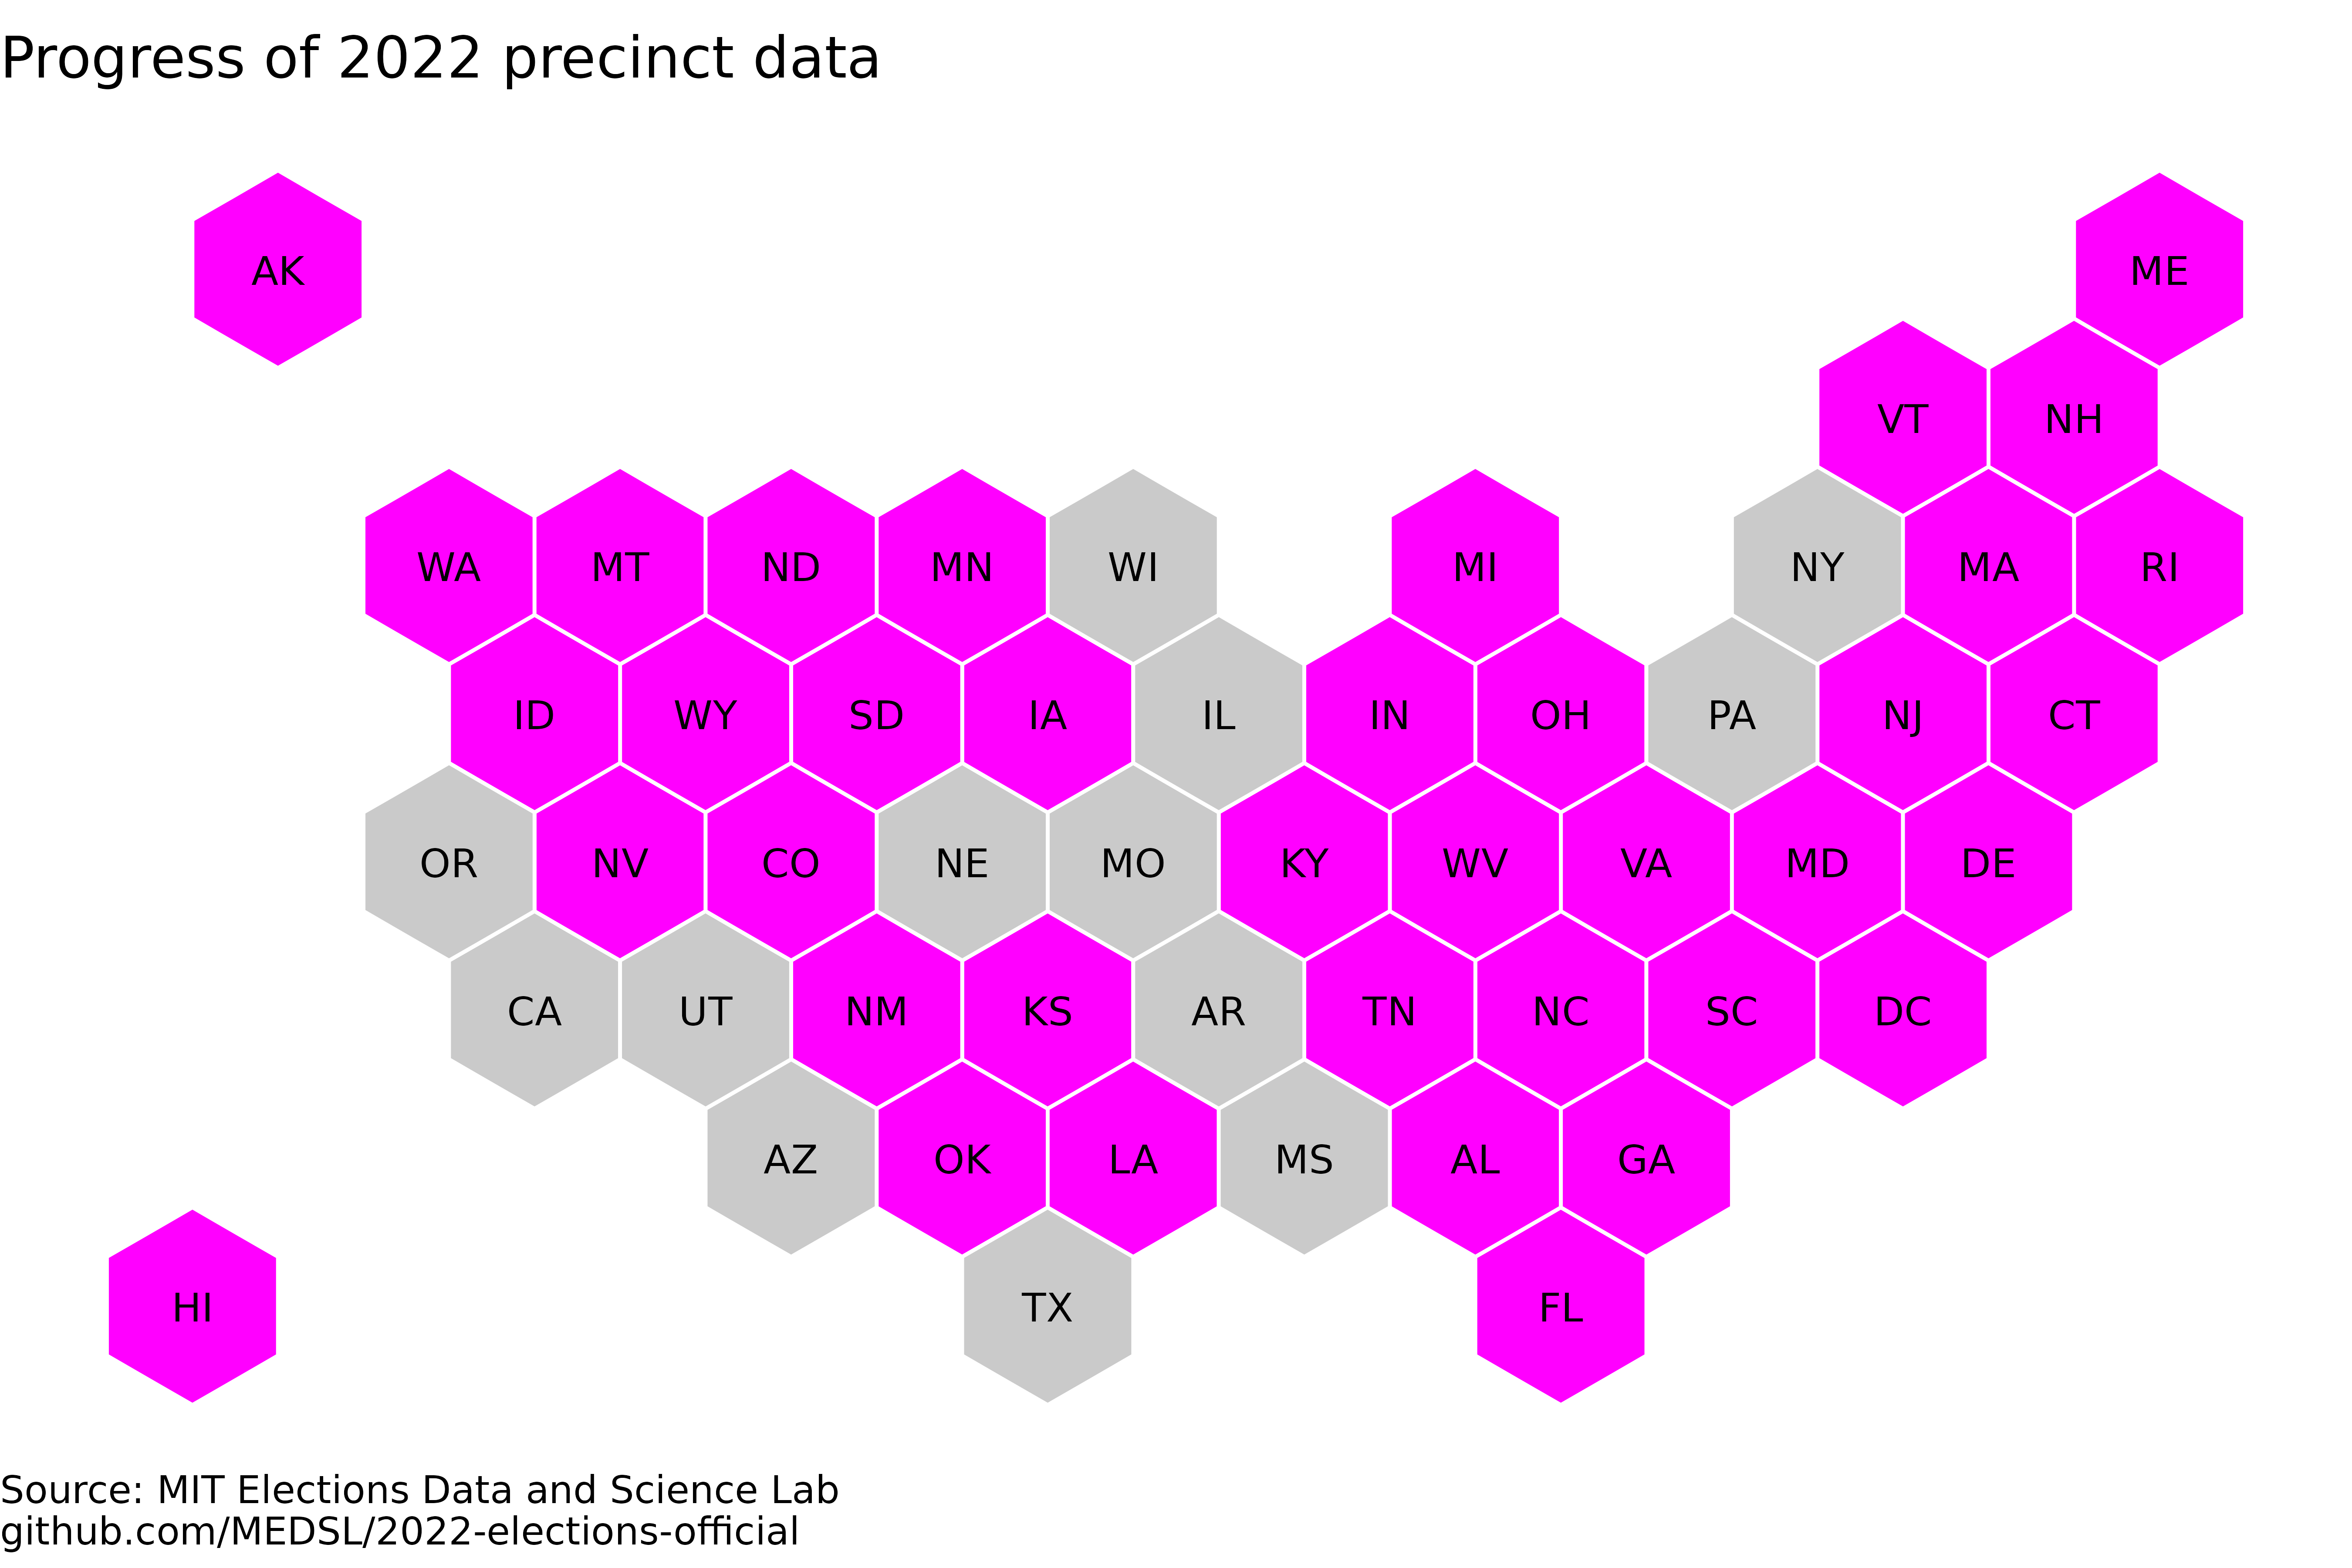 Progress of 2022 precinct data
AK
ME
VT
NH
WA
MT
ND
MN
WI
MI
NY
MA
RI
ID
WY
SD
IA
IL
IN
OH
PA
NJ
CT
OR
NV
CO
NE
MO
KY
WV
VA
MD
DE
CA
UT
NM
KS
AR
TN
NC
SC
DC
AZ
OK
LA
MS
AL
GA
HI
TX
FL
Source: MIT Elections Data and Science Lab
github.com/MEDSL/2022-elections-official